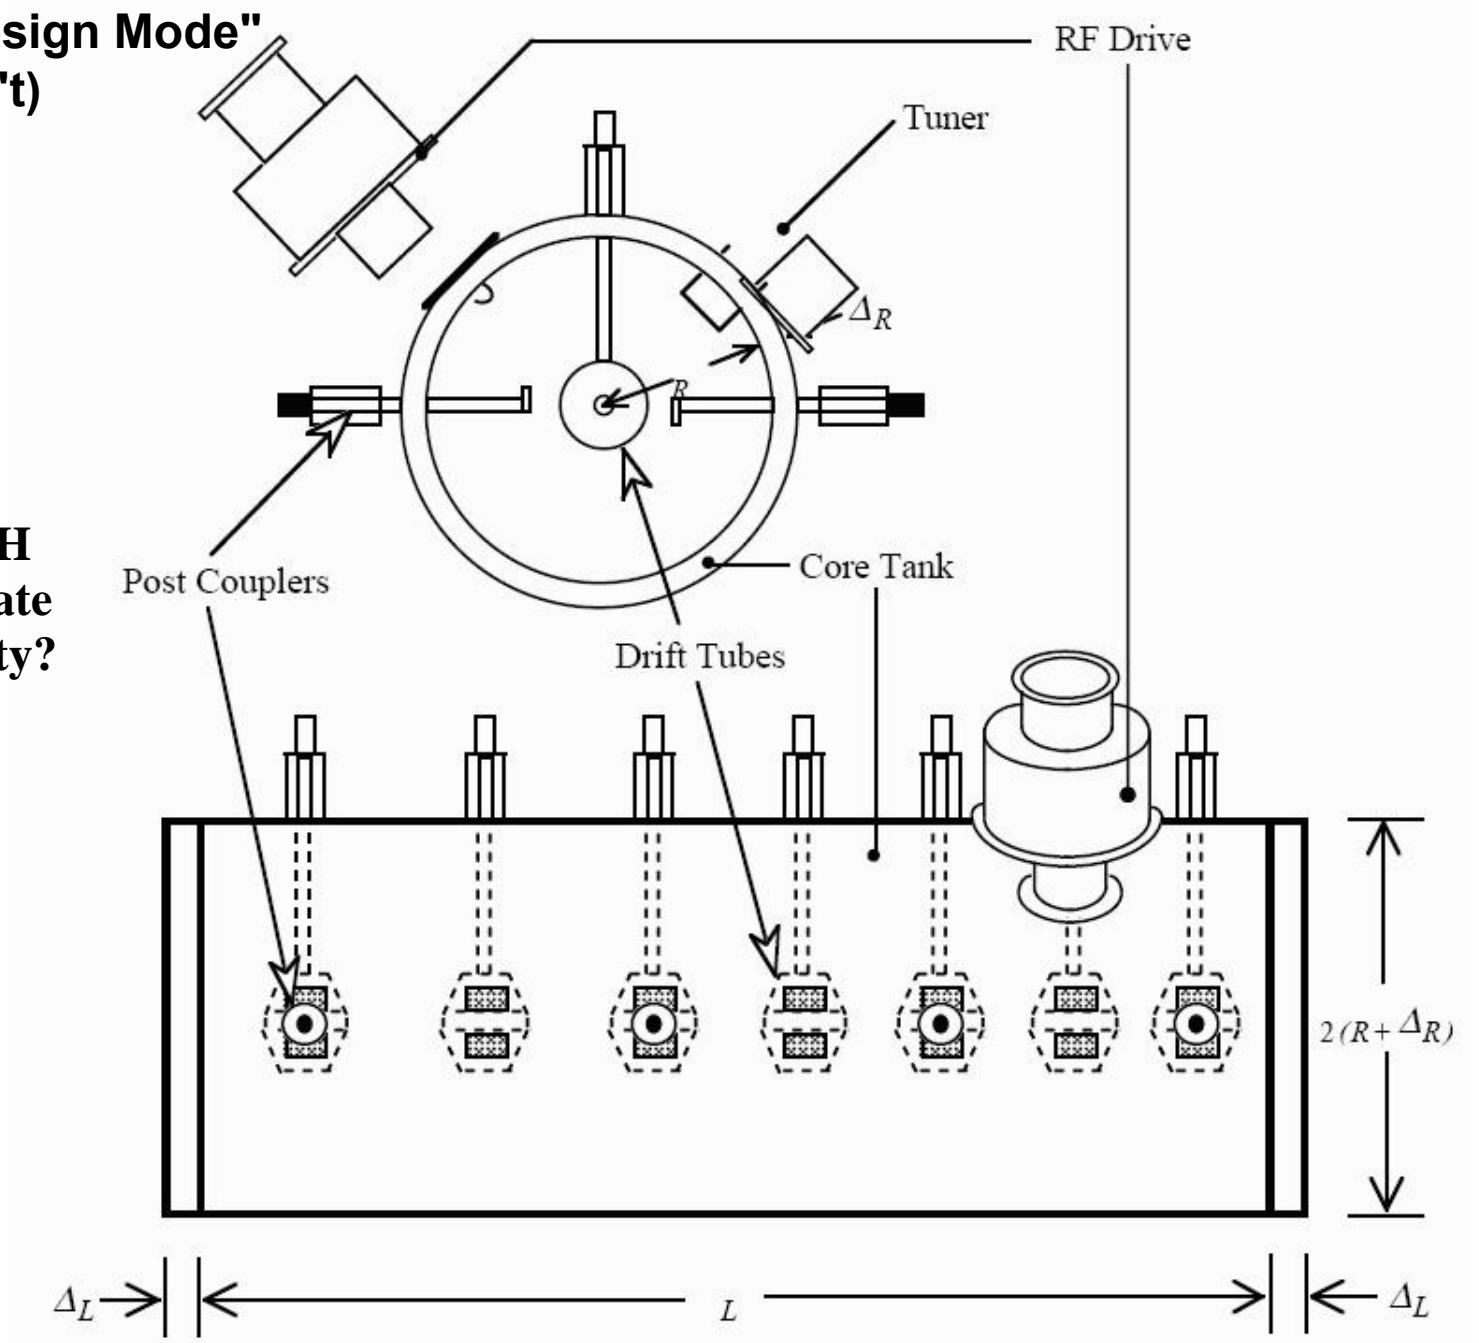 sign Mode"
"t)
RF Drive
Tuner
Δ_R
R
H
ate
ty?
Post Couplers
Core Tank
Drift Tubes
2(R+ Δ_R)
Δ_L
L
Δ_L